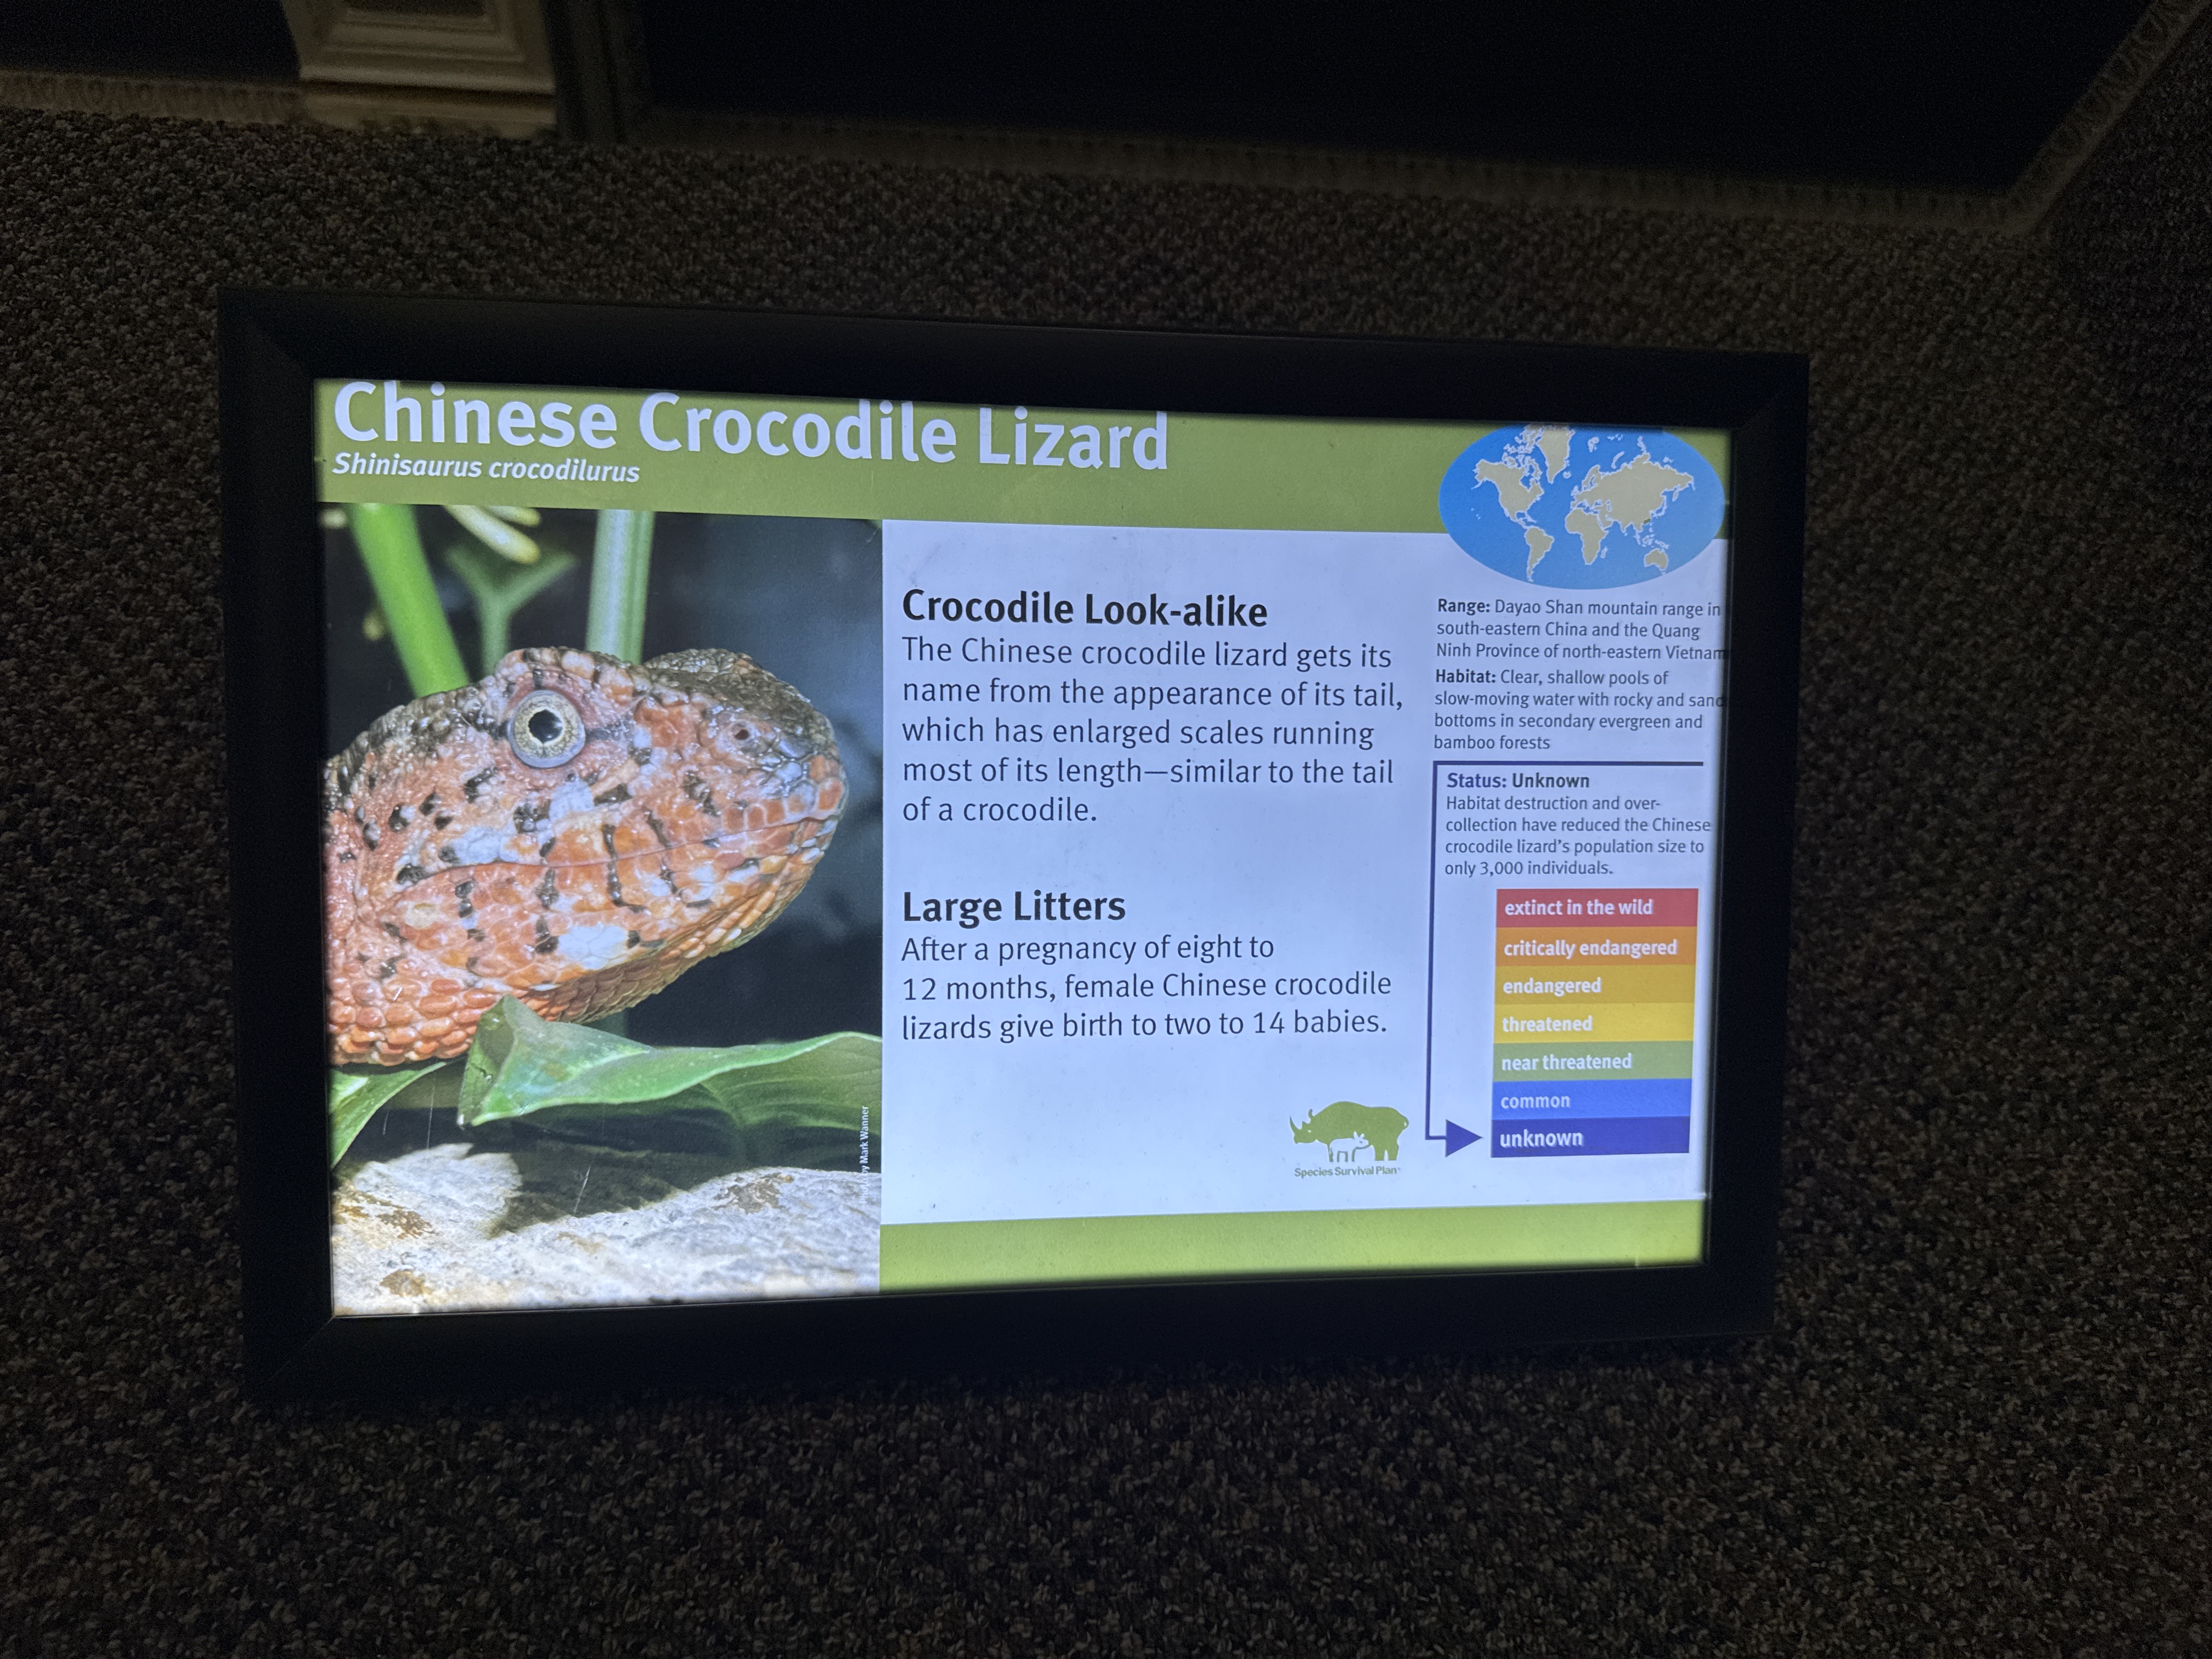 Chinese Crocodile Lizard
Shinisaurus crocodilurus
Crocodile Look-alike
The Chinese crocodile lizard gets its
name from the appearance of its tail,
which has enlarged scales running
most of its length—similar to the tail
of a crocodile.
Large Litters
After a pregnancy of eight to
12 months, female Chinese crocodile
lizards give birth to two to 14 babies.
by Mark Wanner
Species Survival Plan
Range: Dayao Shan mountain range in
south-eastern China and the Quang
Ninh Province of north-eastern Vietnam
Habitat: Clear, shallow pools of
slow-moving water with rocky and sand
bottoms in secondary evergreen and
bamboo forests
Status: Unknown
Habitat destruction and over-
collection have reduced the Chinese
crocodile lizard's population size to
only 3,000 individuals.
extinct in the wild
critically endangered
endangered
threatened
near threatened
common
unknown